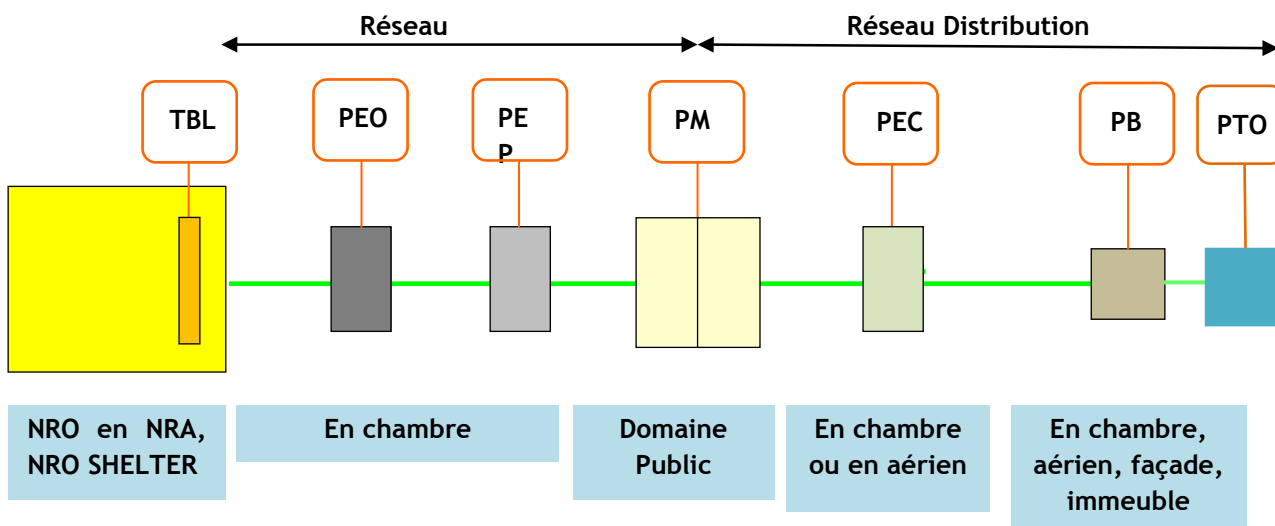 Réseau
Réseau Distribution
TBL
PEO
PE
P
PM
PEC
PB
PTO
NRO en NRA,
NRO SHELTER
En chambre
Domaine
Public
En chambre
ou en aérien
En chambre,
aérien, façade,
immeuble